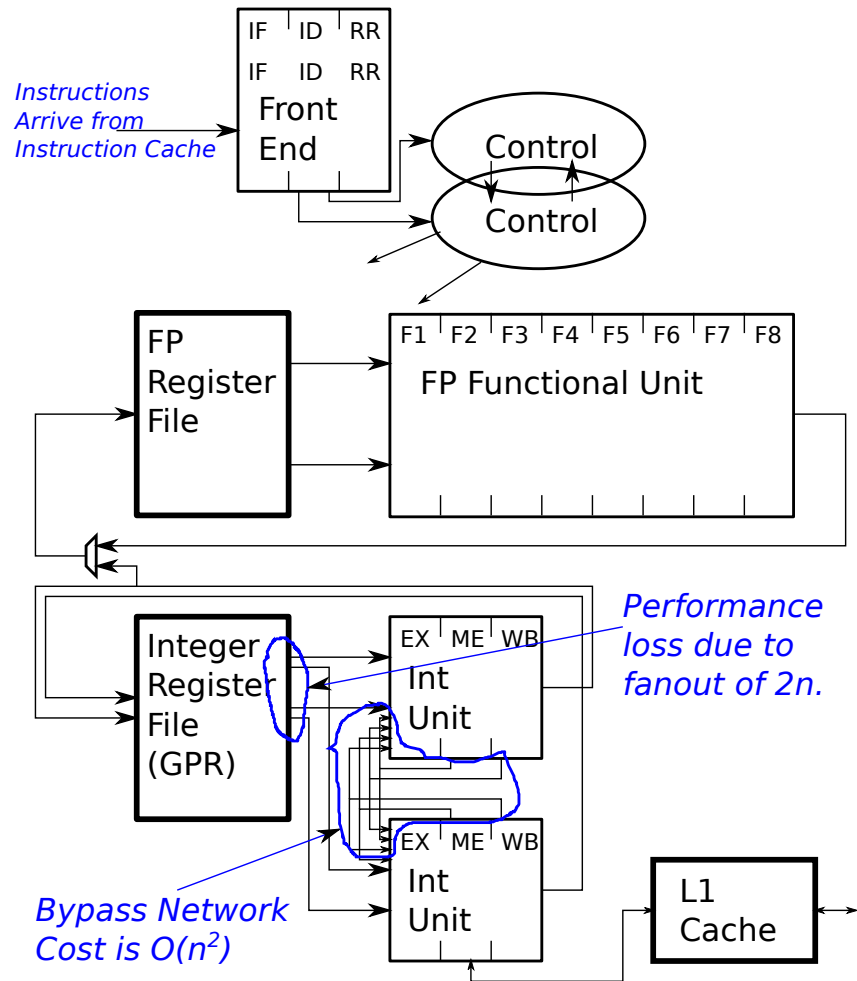 IF ID RR
IF ID RR
Front
End
Instructions
Arrive from
Instruction Cache
Control
Control
FP
Register
File
F1 F2 F3 F4 F5 F6 F7 F8
FP Functional Unit
Integer
Register
File
(GPR)
EX ME WB
Int
Unit
Performance
loss due to
fanout of 2n.
EX ME WB
Int
Unit
Bypass Network
Cost is O(n²)
L1
Cache